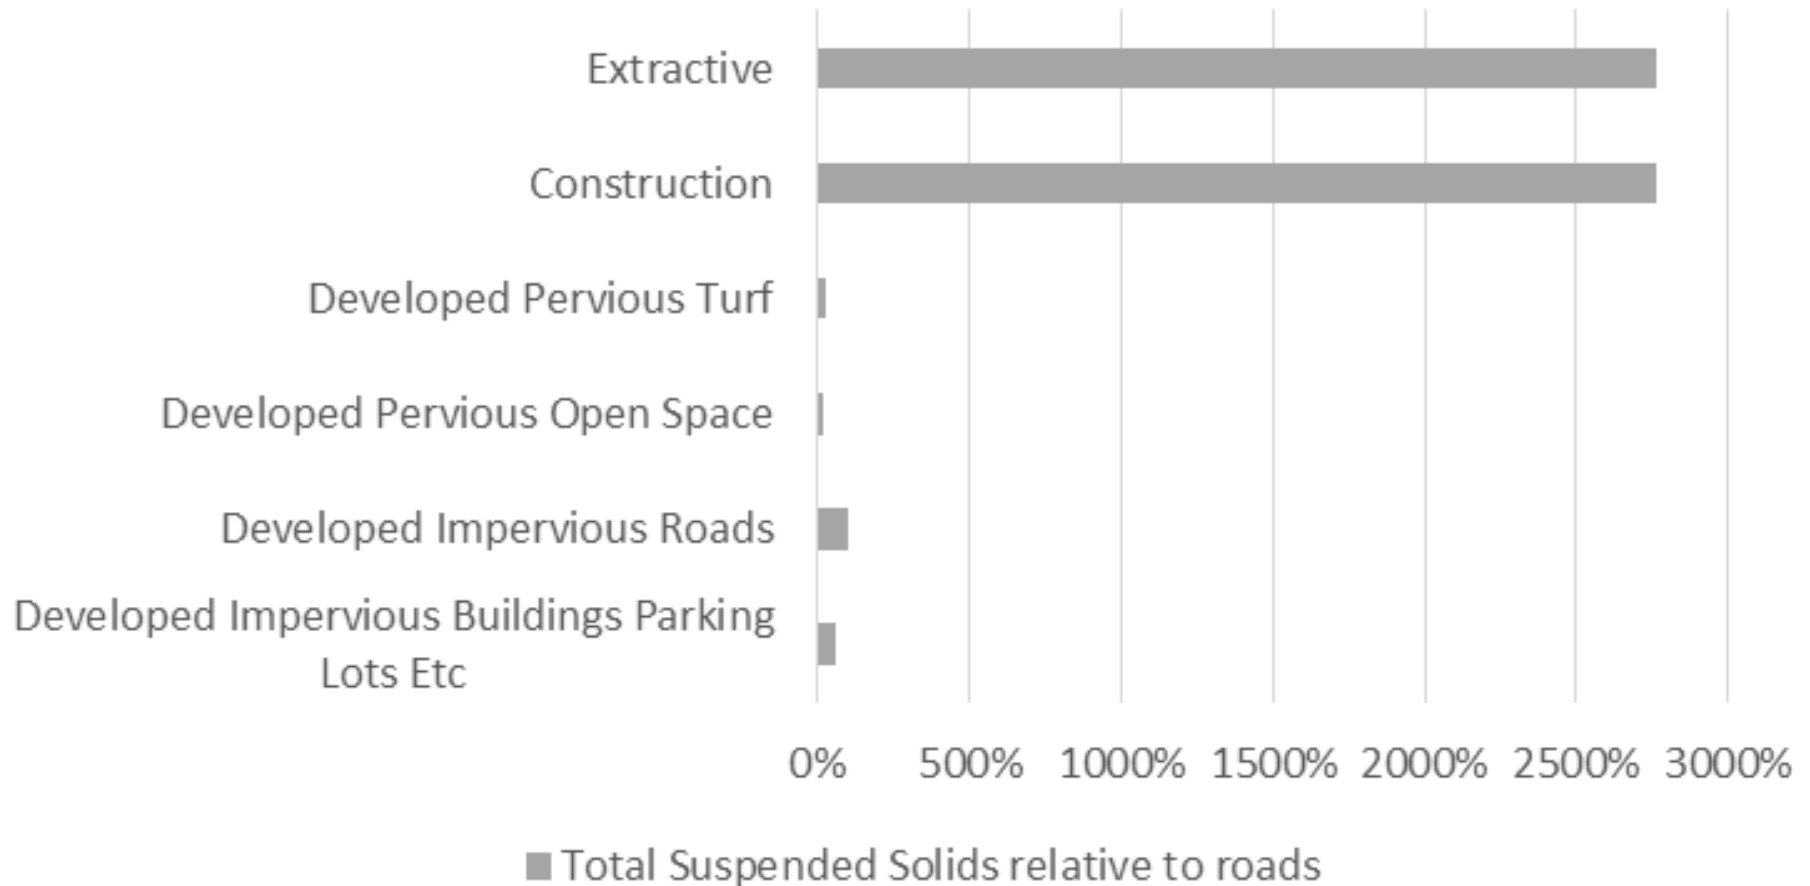 Extractive
Construction
Developed Pervious Turf
Developed Pervious Open Space
Developed Impervious Roads
Developed Impervious Buildings Parking
Lots Etc
0% 500% 1000% 1500% 2000% 2500% 3000%
Total Suspended Solids relative to roads